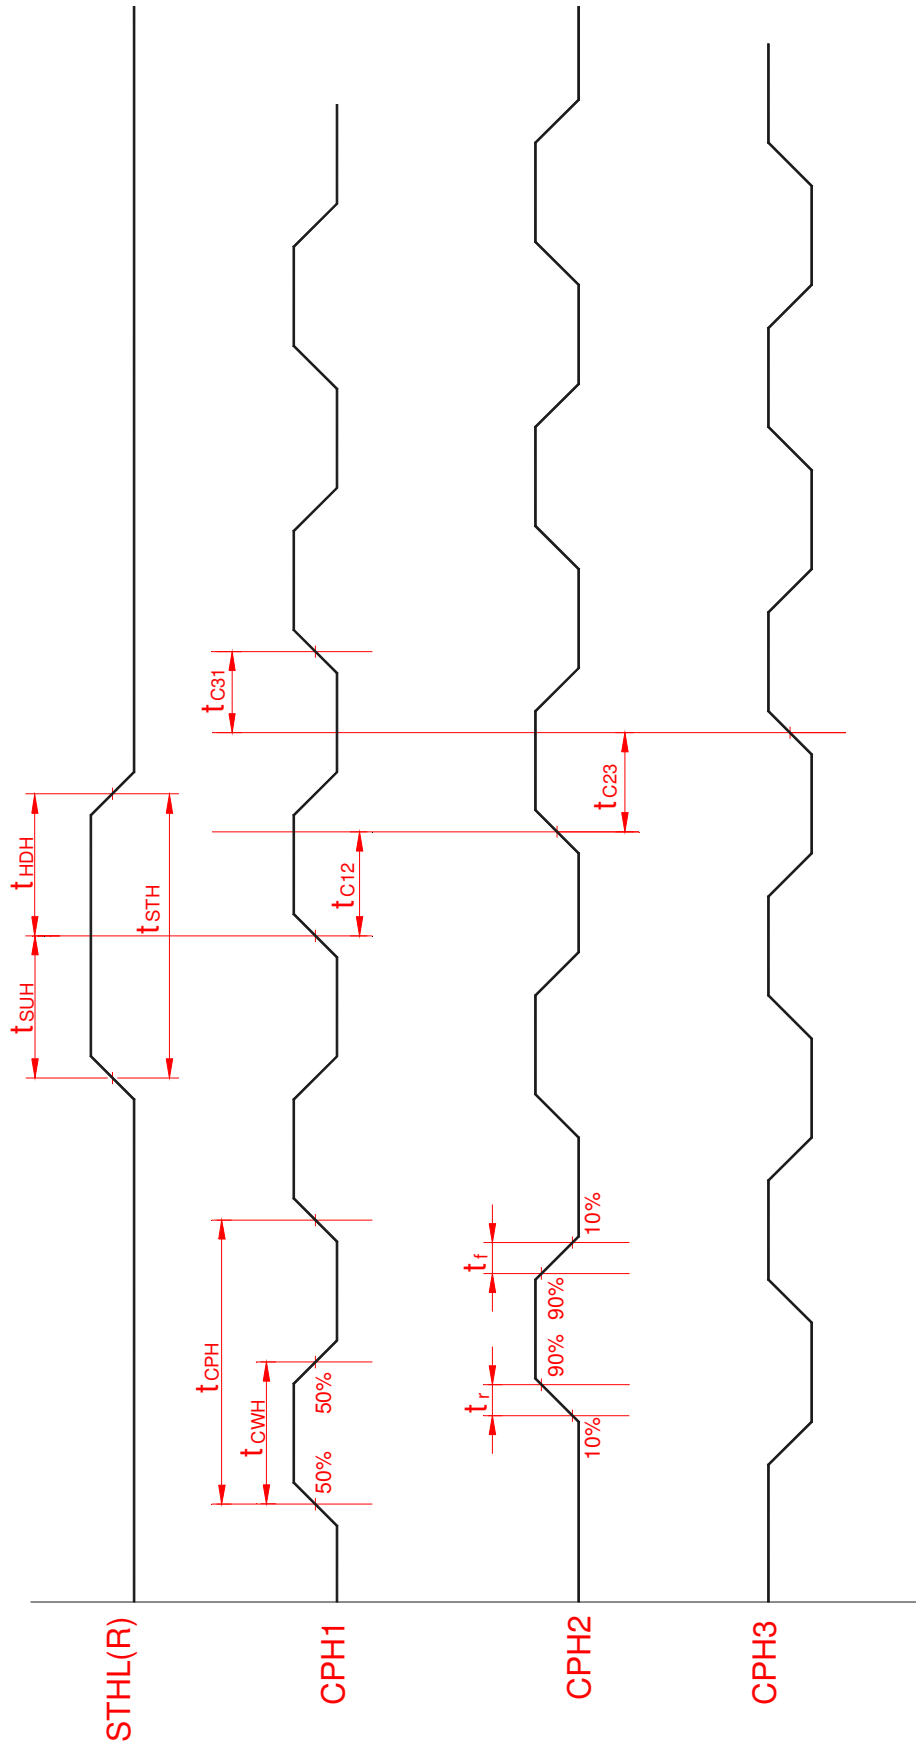 STHL(R)
tSUH
tHDH
tSTH
CPH1
tCPH
tCWH
50%
50%
tC12
tC31
CPH2
tr
tf
10%
90%
90%
10%
tC23
CPH3